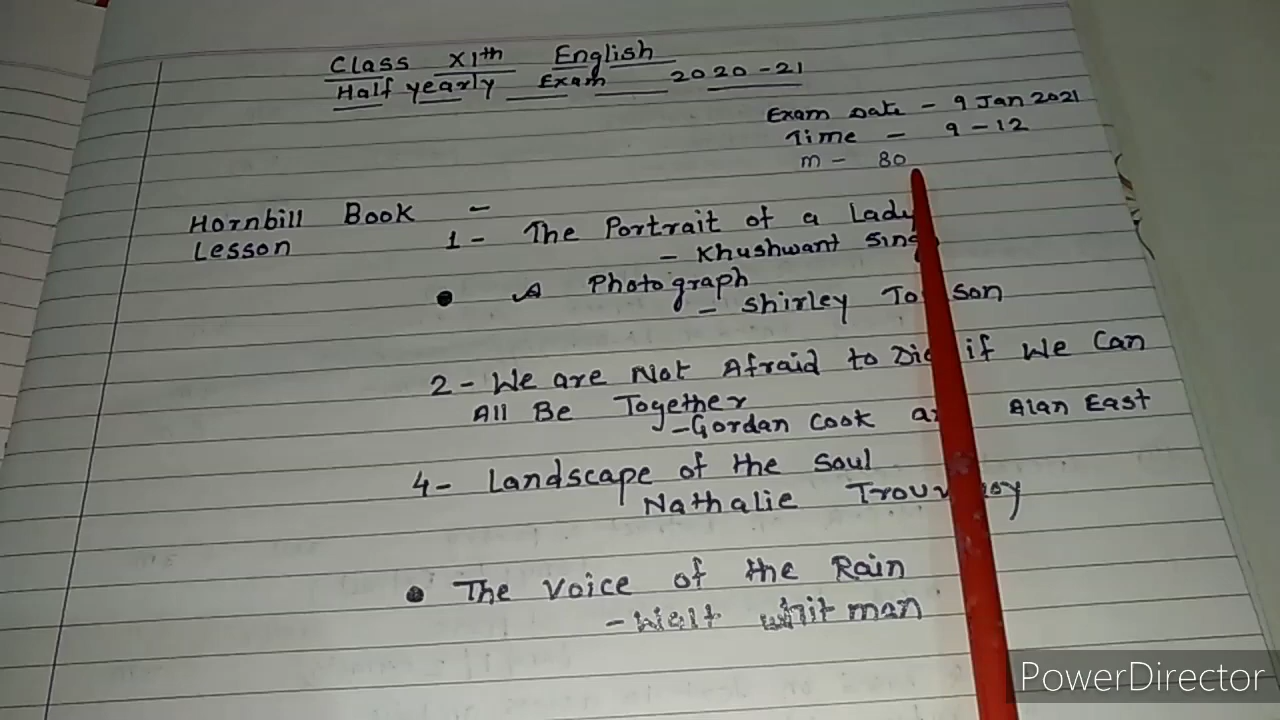 Class XIth English
Half yearly Exam 2020-21
Exam Date - 9 Jan 2021
Time - 9-12
m - 80
Hornbill Book -
Lesson 1- The Portrait of a Lady
- Khushwant
• A Photograph
- Shirley
2- We are Not Afraid to if We Can
All Be Together
- Gordan Cook Alan East
4- Landscape of the Soul
Nathalie
• The Voice of the Rain
- Walt Whitman
PowerDirector